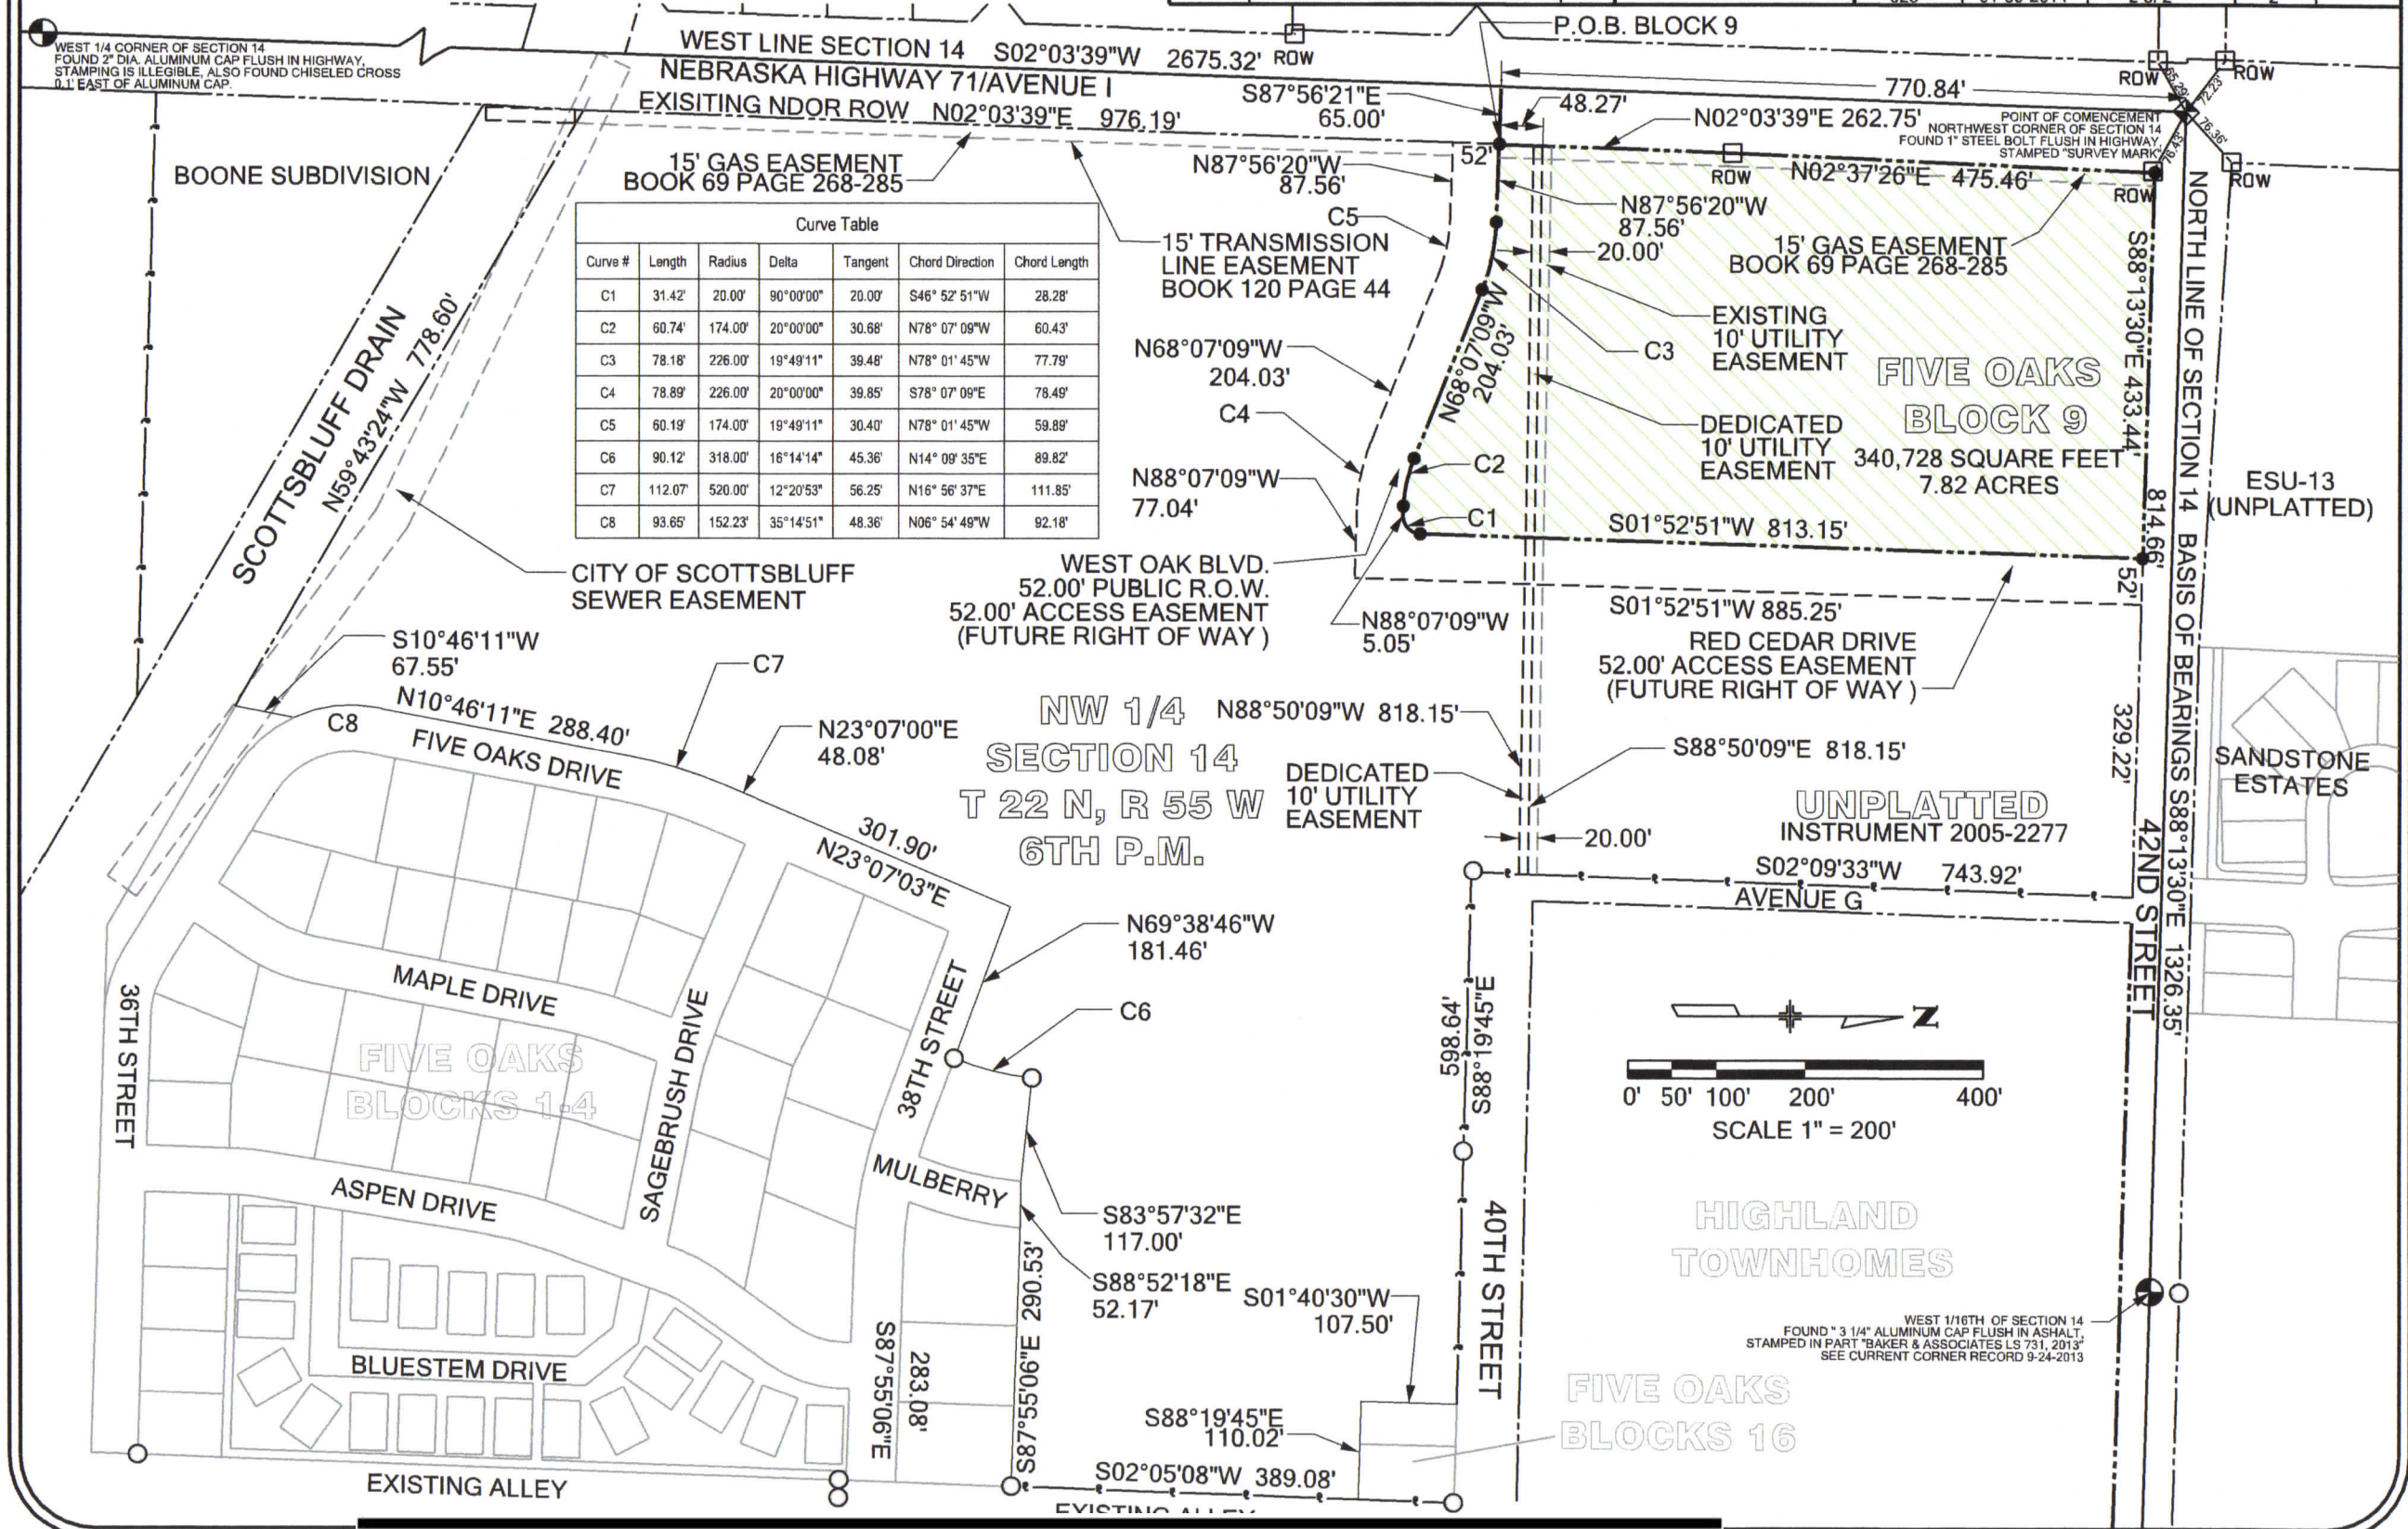 P.O.B. BLOCK 9
WEST 1/4 CORNER OF SECTION 14
FOUND 2" DIA. ALUMINUM CAP FLUSH IN HIGHWAY,
STAMPING IS ILLEGIBLE, ALSO FOUND CHISELED CROSS
0.1' EAST OF ALUMINUM CAP.
WEST LINE SECTION 14 S02°03'39"W 2675.32'
ROW
NEBRASKA HIGHWAY 71/AVENUE I
EXISITING NDOR ROW N02°03'39"E 976.19'
S87°56'21"E
65.00'
48.27'
770.84'
ROW
ROW
65.29'
72.23'
76.43'
76.36'
N02°03'39"E 262.75'
POINT OF COMENCEMENT
NORTHWEST CORNER OF SECTION 14
FOUND 1" STEEL BOLT FLUSH IN HIGHWAY,
STAMPED "SURVEY MARK"
BOONE SUBDIVISION
15' GAS EASEMENT
BOOK 69 PAGE 268-285
N87°56'20"W
87.56'
52'
ROW
N02°37'26"E 475.46'
ROW
ROW
C5
N87°56'20"W
87.56'
20.00'
15' TRANSMISSION
LINE EASEMENT
BOOK 120 PAGE 44
15' GAS EASEMENT
BOOK 69 PAGE 268-285
Curve Table
Curve # Length Radius Delta Tangent Chord Direction Chord Length
C1 31.42' 20.00' 90°00'00" 20.00' S46° 52' 51"W 28.28'
C2 60.74' 174.00' 20°00'00" 30.68' N78° 07' 09"W 60.43'
C3 78.18' 226.00' 19°49'11" 39.48' N78° 01' 45"W 77.79'
C4 78.89' 226.00' 20°00'00" 39.85' S78° 07' 09"E 78.49'
C5 60.19' 174.00' 19°49'11" 30.40' N78° 01' 45"W 59.89'
C6 90.12' 318.00' 16°14'14" 45.36' N14° 09' 35"E 89.82'
C7 112.07' 520.00' 12°20'53" 56.25' N16° 56' 37"E 111.85'
C8 93.65' 152.23' 35°14'51" 48.36' N06° 54' 49"W 92.18'
SCOTTSBLUFF DRAIN
N59°43'24"W 778.60'
N68°07'09"W
204.03'
C4
N88°07'09"W
77.04'
N68°07'09"W
204.03'
EXISTING
10' UTILITY
EASEMENT
C3
DEDICATED
10' UTILITY
EASEMENT
C2
C1
FIVE OAKS
BLOCK 9
340,728 SQUARE FEET
7.82 ACRES
S88°13'30"E 433.44'
814.66'
52'
NORTH LINE OF SECTION 14 BASIS OF BEARINGS S88°13'30"E 1326.35'
ESU-13
(UNPLATTED)
S01°52'51"W 813.15'
CITY OF SCOTTSBLUFF
SEWER EASEMENT
WEST OAK BLVD.
52.00' PUBLIC R.O.W.
52.00' ACCESS EASEMENT
(FUTURE RIGHT OF WAY )
N88°07'09"W
5.05'
S01°52'51"W 885.25'
RED CEDAR DRIVE
52.00' ACCESS EASEMENT
(FUTURE RIGHT OF WAY )
S10°46'11"W
67.55'
C8
N10°46'11"E 288.40'
FIVE OAKS DRIVE
C7
N23°07'00"E
48.08'
NW 1/4
SECTION 14
T 22 N, R 55 W
6TH P.M.
N88°50'09"W 818.15'
S88°50'09"E 818.15'
329.22'
SANDSTONE
ESTATES
DEDICATED
10' UTILITY
EASEMENT
20.00'
UNPLATTED
INSTRUMENT 2005-2277
301.90'
N23°07'03"E
S02°09'33"W 743.92'
AVENUE G
42ND STREET
N69°38'46"W
181.46'
36TH STREET
MAPLE DRIVE
SAGEBRUSH DRIVE
38TH STREET
C6
598.64'
S88°19'45"E
N
0' 50' 100' 200' 400'
SCALE 1" = 200'
FIVE OAKS
BLOCKS 1-4
ASPEN DRIVE
MULBERRY
S83°57'32"E
117.00'
S88°52'18"E
52.17'
S01°40'30"W
107.50'
40TH STREET
HIGHLAND
TOWNHOMES
WEST 1/16TH OF SECTION 14
FOUND " 3 1/4" ALUMINUM CAP FLUSH IN ASHALT,
STAMPED IN PART "BAKER & ASSOCIATES LS 731, 2013"
SEE CURRENT CORNER RECORD 9-24-2013
BLUESTEM DRIVE
S87°55'06"E
283.08'
S87°55'06"E 290.53'
S88°19'45"E
110.02'
FIVE OAKS
BLOCKS 16
EXISTING ALLEY
S02°05'08"W 389.08'